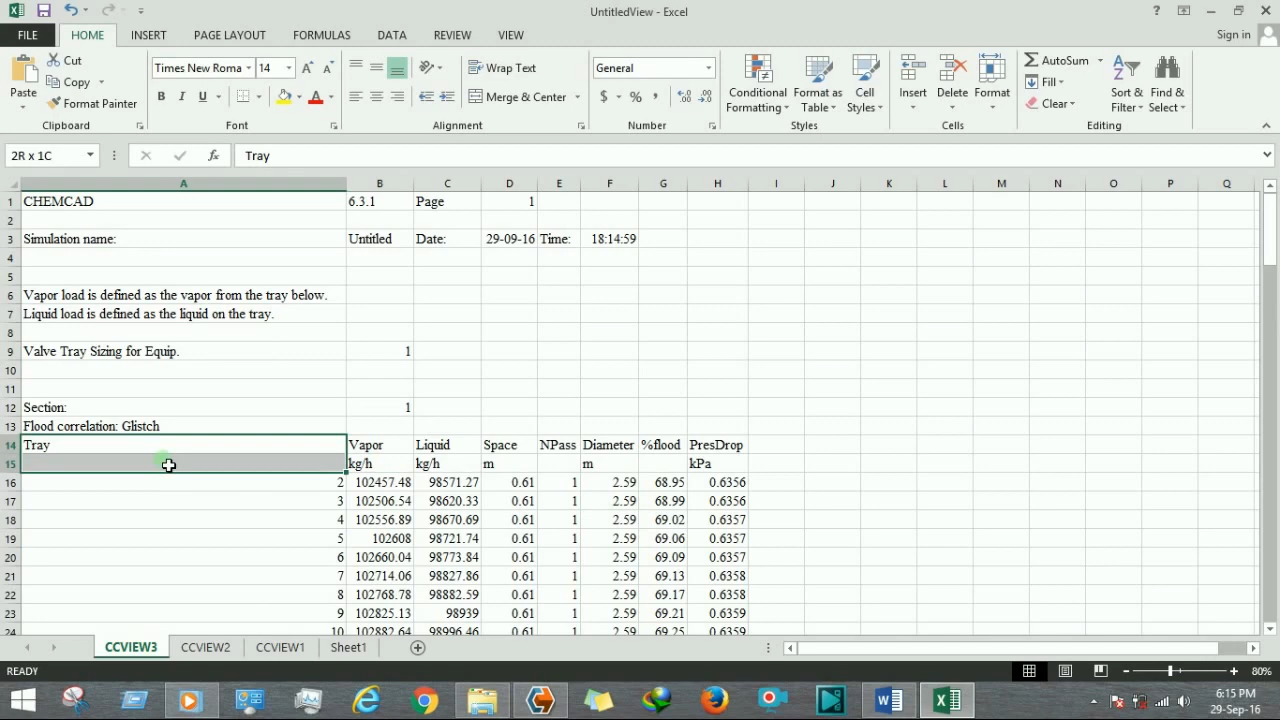 UntitledView - Excel
FILE HOME INSERT PAGE LAYOUT FORMULAS DATA REVIEW VIEW Sign in
Paste Cut Copy Format Painter Clipboard
Times New Roma 14 B I U A Font
Wrap Text Merge & Center Alignment
General $ % , Number
Conditional Formatting Format as Table Cell Styles Styles
Insert Delete Format Cells
AutoSum Fill Clear Sort & Filter Find & Select Editing
2R x 1C fx Tray
A B C D E F G H I J K L M N O P Q
1 CHEMCAD 6.3.1 Page 1
2
3 Simulation name: Untitled Date: 29-09-16 Time: 18:14:59
4
5
6 Vapor load is defined as the vapor from the tray below.
7 Liquid load is defined as the liquid on the tray.
8
9 Valve Tray Sizing for Equip. 1
10
11
12 Section: 1
13 Flood correlation: Glistch
14 Tray Vapor Liquid Space NPass Diameter %flood PresDrop
15 kg/h kg/h m m kPa
16 2 102457.48 98571.27 0.61 1 2.59 68.95 0.6356
17 3 102506.54 98620.33 0.61 1 2.59 68.99 0.6356
18 4 102556.89 98670.69 0.61 1 2.59 69.02 0.6357
19 5 102608 98721.74 0.61 1 2.59 69.06 0.6357
20 6 102660.04 98773.84 0.61 1 2.59 69.09 0.6357
21 7 102714.06 98827.86 0.61 1 2.59 69.13 0.6358
22 8 102768.78 98882.59 0.61 1 2.59 69.17 0.6358
23 9 102825.13 98939 0.61 1 2.59 69.21 0.6359
24 10 102882.64 98996.46 0.61 1 2.59 69.25 0.6359
CCVIEW3 CCVIEW2 CCVIEW1 Sheet1
READY 80%
6:15 PM
29-Sep-16